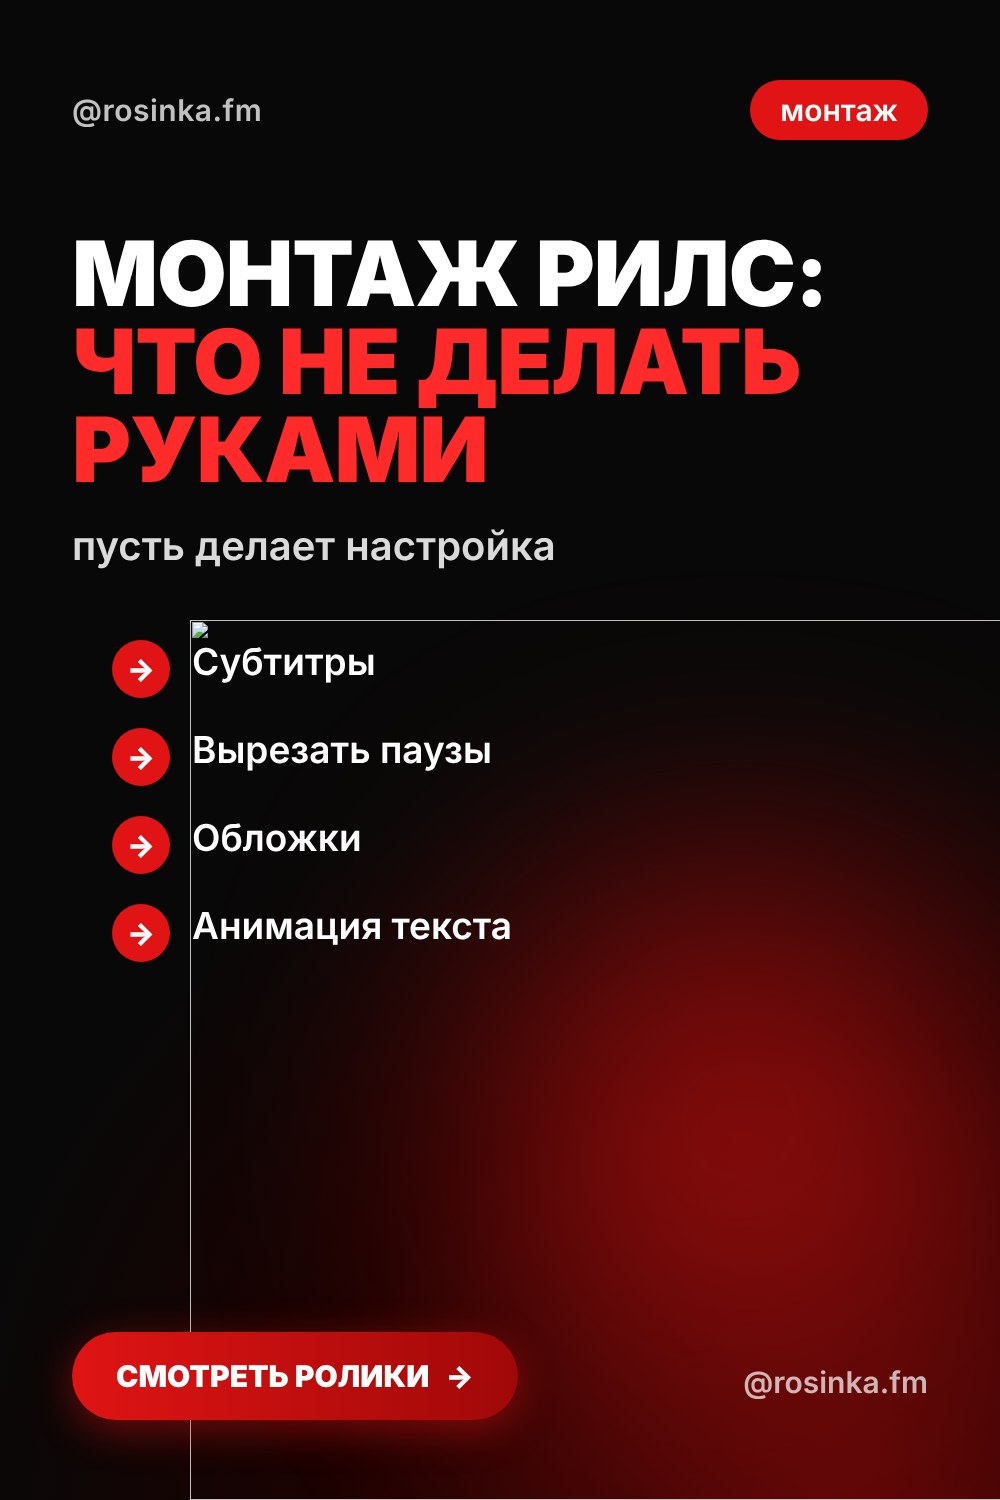 @rosinka.fm
монтаж
МОНТАЖ РИЛС:
ЧТО НЕ ДЕЛАТЬ
РУКАМИ
пусть делает настройка
→ Субтитры
→ Вырезать паузы
→ Обложки
→ Анимация текста
СМОТРЕТЬ РОЛИКИ →
@rosinka.fm